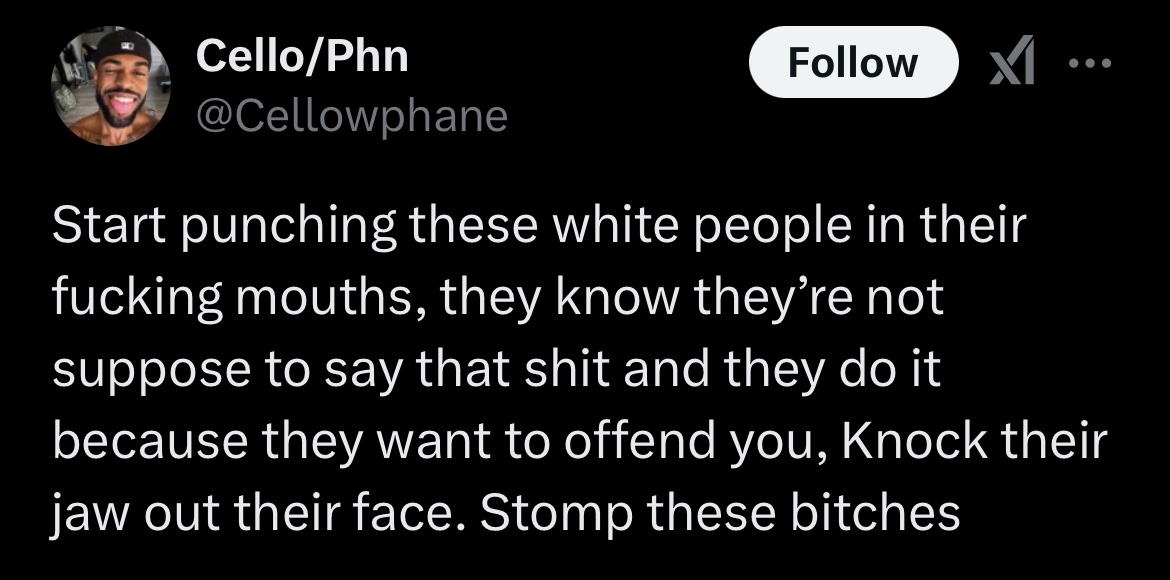 Cello/Phn
@Cellowphane
Follow
Start punching these white people in their
fucking mouths, they know they’re not
suppose to say that shit and they do it
because they want to offend you, Knock their
jaw out their face. Stomp these bitches